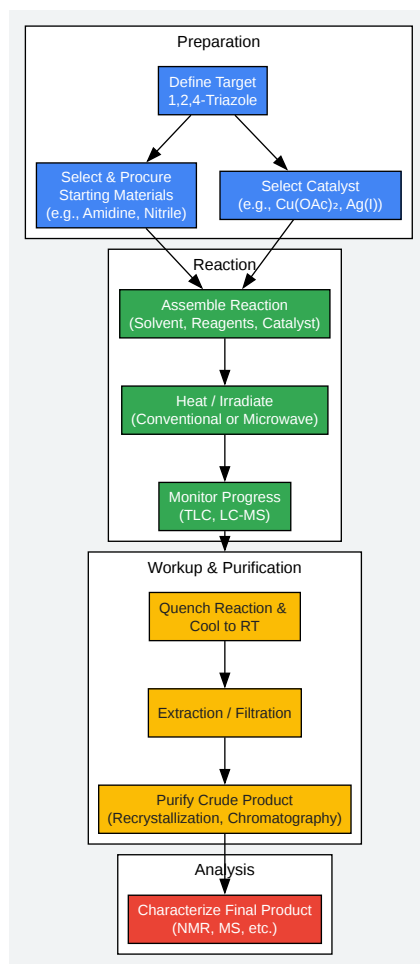 Preparation
Define Target
1,2,4-Triazole
Select & Procure
Starting Materials
(e.g., Amidine, Nitrile)
Select Catalyst
(e.g., Cu(OAc)₂, Ag(I))
Reaction
Assemble Reaction
(Solvent, Reagents, Catalyst)
Heat / Irradiate
(Conventional or Microwave)
Monitor Progress
(TLC, LC-MS)
Workup & Purification
Quench Reaction &
Cool to RT
Extraction / Filtration
Purify Crude Product
(Recrystallization, Chromatography)
Analysis
Characterize Final Product
(NMR, MS, etc.)